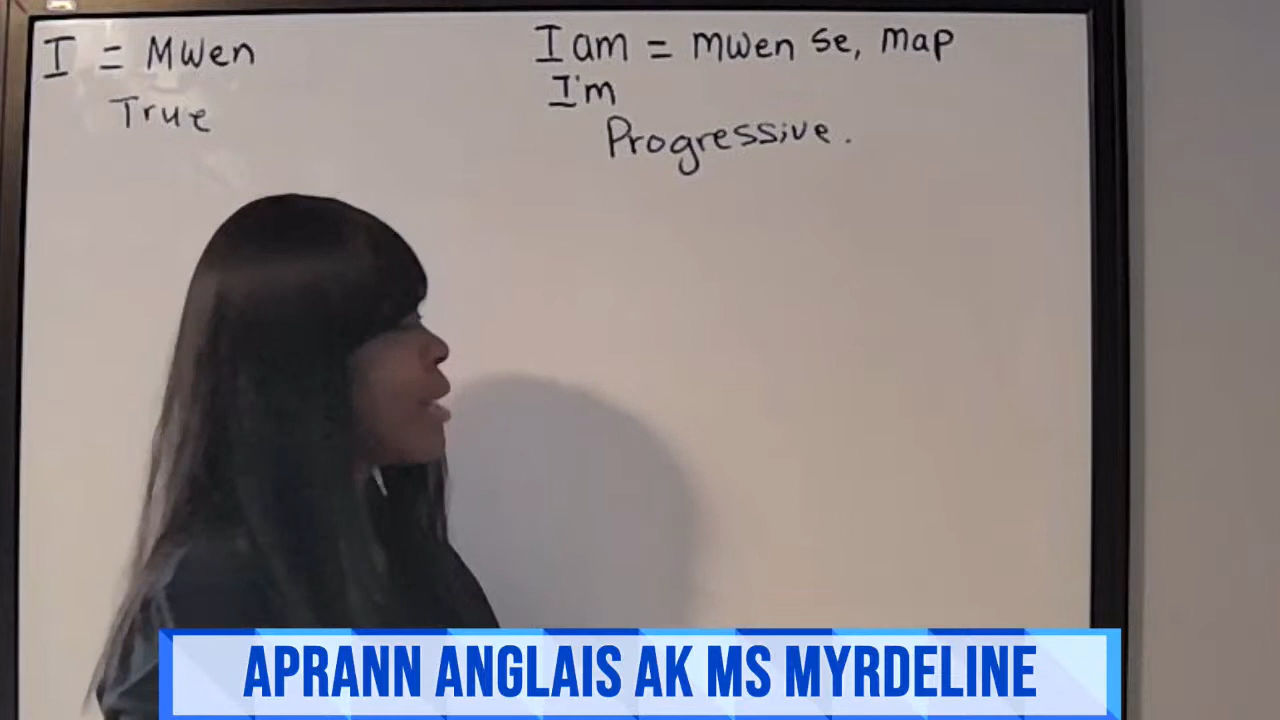 I = Mwen
True
I am = mwen se, map
I'm
Progressive.
APRANN ANGLAIS AK MS MYRDELINE